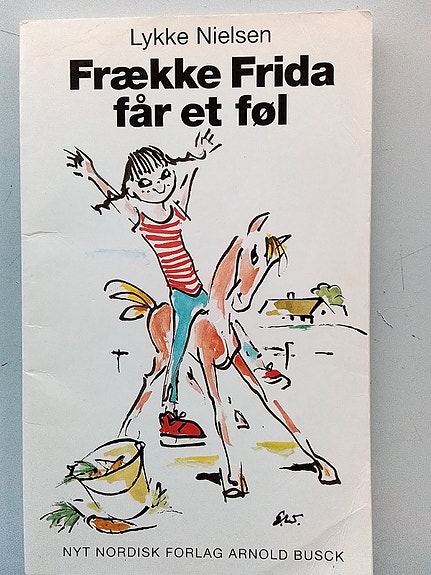 Lykke Nielsen
Frække Frida
får et føl
NYT NORDISK FORLAG ARNOLD BUSCK